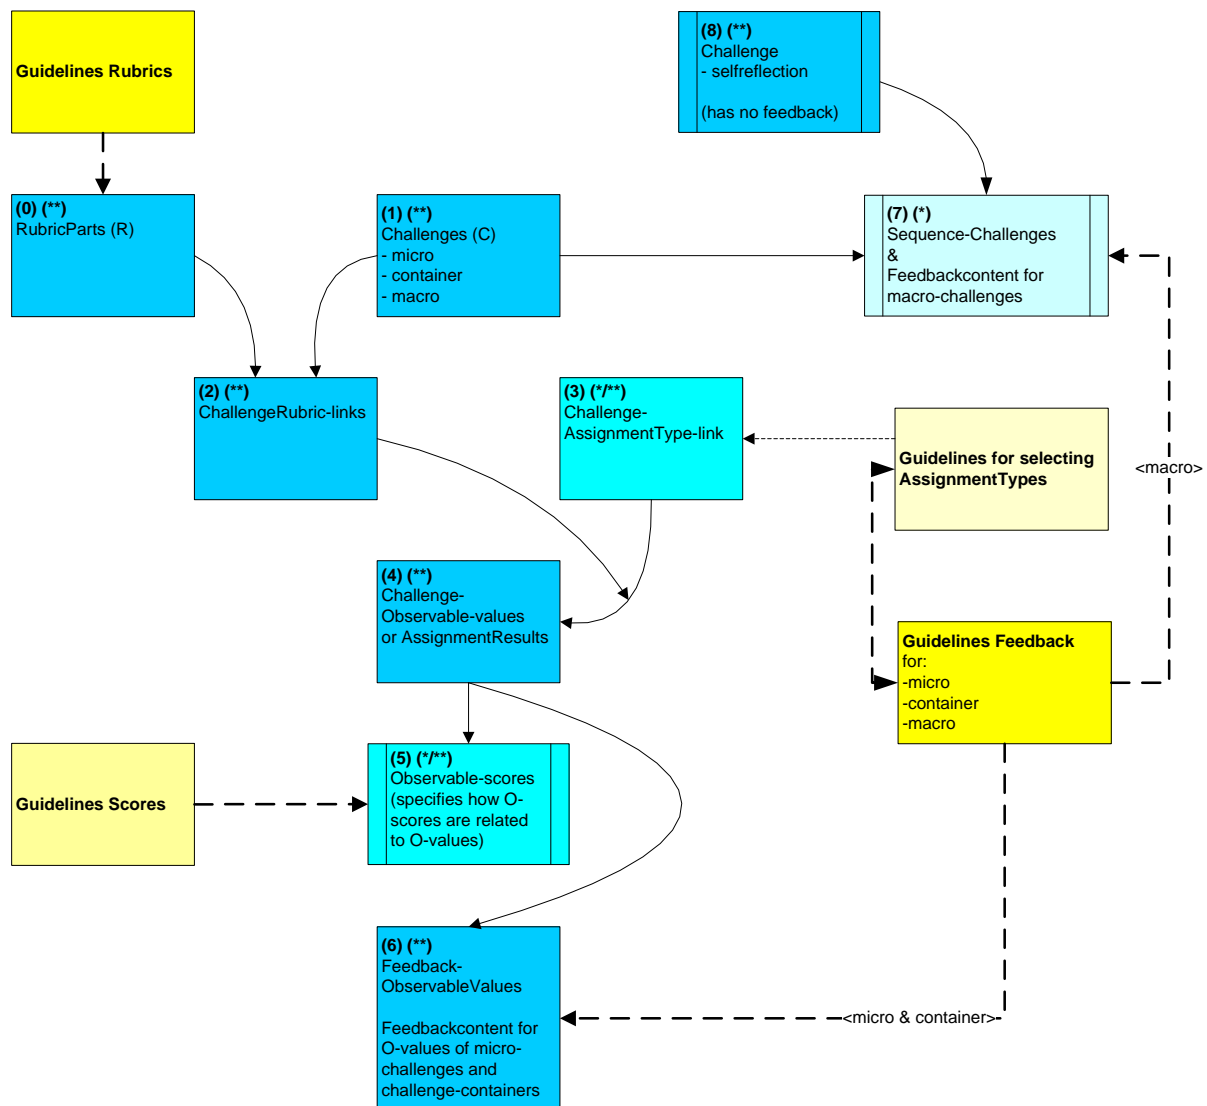 Guidelines Rubrics
(8) (**)
Challenge
- selfreflection
(has no feedback)
(0) (**)
RubricParts (R)
(1) (**)
Challenges (C)
- micro
- container
- macro
(7) (*)
Sequence-Challenges
&
Feedbackcontent for
macro-challenges
(2) (**)
ChallengeRubric-links
(3) (*/**)
Challenge-
AssignmentType-link
Guidelines for selecting
AssignmentTypes
<macro>
(4) (**)
Challenge-
Observable-values
or AssignmentResults
Guidelines Feedback
for:
-micro
-container
-macro
Guidelines Scores
(5) (*/**)
Observable-scores
(specifies how O-
scores are related
to O-values)
(6) (**)
Feedback-
ObservableValues
Feedbackcontent for
O-values of micro-
challenges and
challenge-containers
<micro & container>